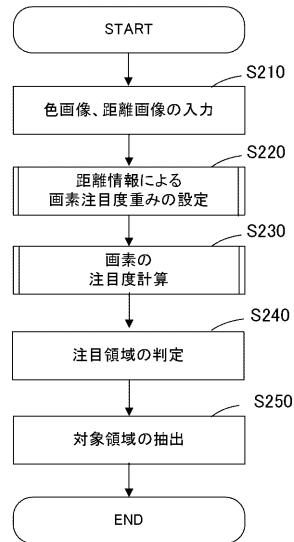 START
S210
色画像、距離画像の入力
S220
距離情報による
画素注目度重みの設定
S230
画素の
注目度計算
S240
注目領域の判定
S250
対象領域の抽出
END